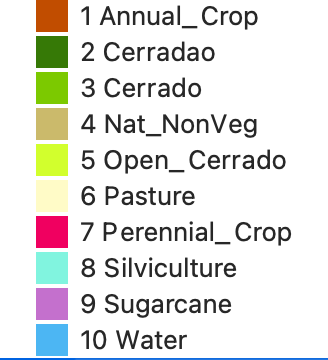 1 Annual_Crop
2 Cerradao
3 Cerrado
4 Nat_NonVeg
5 Open_Cerrado
6 Pasture
7 Perennial_Crop
8 Silviculture
9 Sugarcane
10 Water